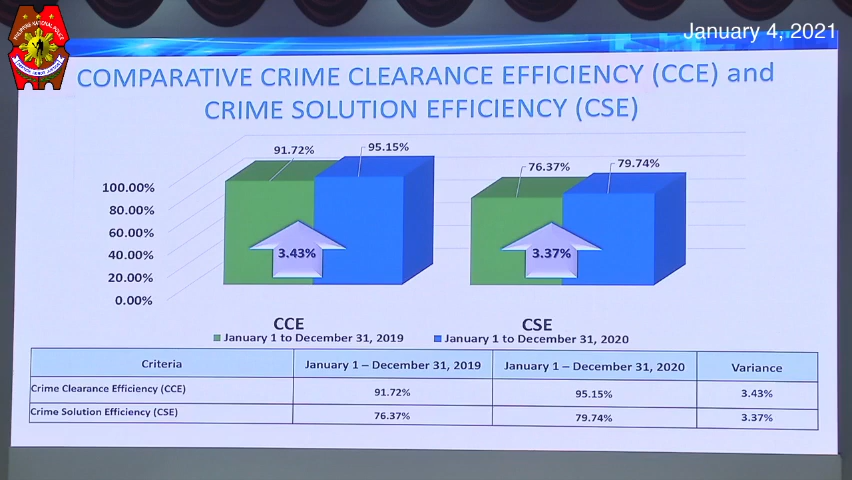 January 4, 2021
PHILIPPINE NATIONAL POLICE
COMPARATIVE CRIME CLEARANCE EFFICIENCY (CCE) and
CRIME SOLUTION EFFICIENCY (CSE)
91.72%
95.15%
76.37%
79.74%
100.00%
80.00%
60.00%
40.00%
20.00%
0.00%
3.43%
3.37%
CCE
CSE
January 1 to December 31, 2019
January 1 to December 31, 2020
Criteria
January 1 – December 31, 2019
January 1 – December 31, 2020
Variance
Crime Clearance Efficiency (CCE)
91.72%
95.15%
3.43%
Crime Solution Efficiency (CSE)
76.37%
79.74%
3.37%